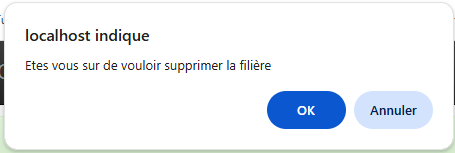 localhost indique
Etes vous sur de vouloir supprimer la filière
OK
Annuler